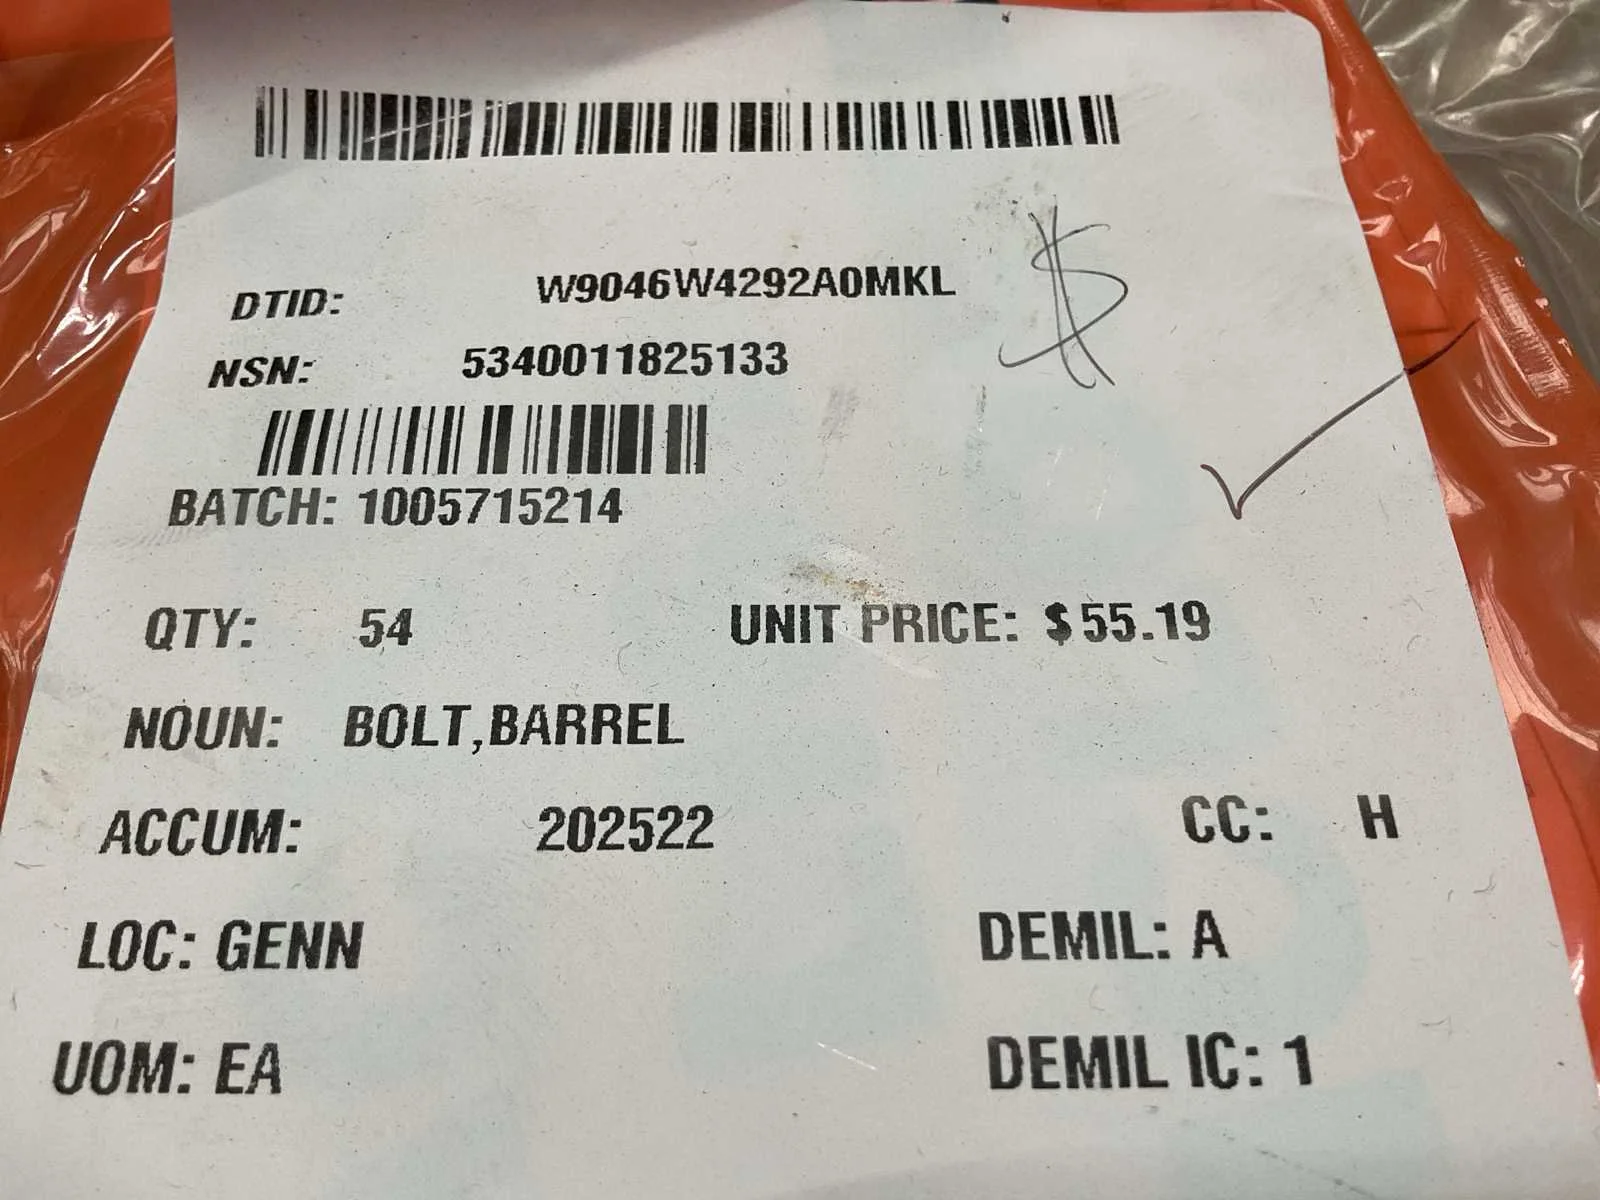 DTID: W9046W4292A0MKL
$
NSN: 5340011825133
BATCH: 1005715214
QTY: 54 UNIT PRICE: $55.19
NOUN: BOLT,BARREL
ACCUM: 202522 CC: H
LOC: GENN DEMIL: A
UOM: EA DEMIL IC: 1